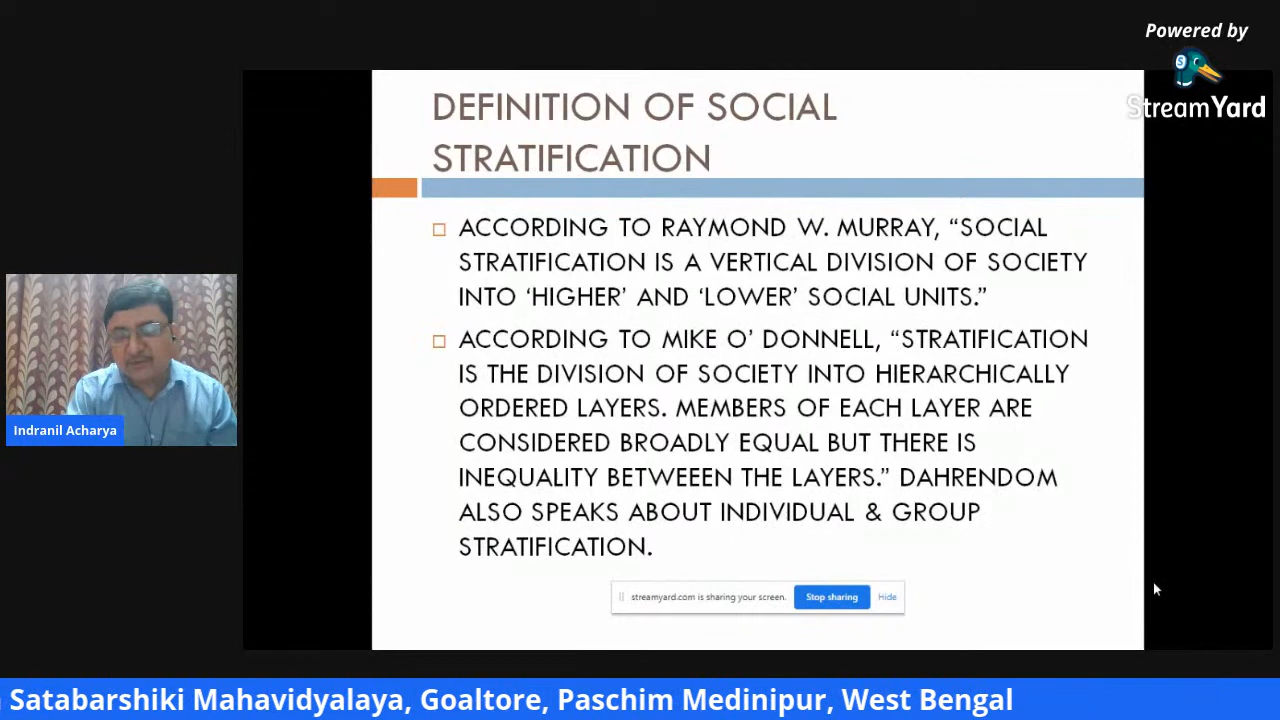 Powered by
StreamYard
DEFINITION OF SOCIAL
STRATIFICATION
ACCORDING TO RAYMOND W. MURRAY, “SOCIAL
STRATIFICATION IS A VERTICAL DIVISION OF SOCIETY
INTO ‘HIGHER’ AND ‘LOWER’ SOCIAL UNITS.”
ACCORDING TO MIKE O’ DONNELL, “STRATIFICATION
IS THE DIVISION OF SOCIETY INTO HIERARCHICALLY
ORDERED LAYERS. MEMBERS OF EACH LAYER ARE
CONSIDERED BROADLY EQUAL BUT THERE IS
INEQUALITY BETWEEEN THE LAYERS.” DAHRENDOM
ALSO SPEAKS ABOUT INDIVIDUAL & GROUP
STRATIFICATION.
Indranil Acharya
streamyard.com is sharing your screen. Stop sharing Hide
Satabarshiki Mahavidyalaya, Goaltore, Paschim Medinipur, West Bengal